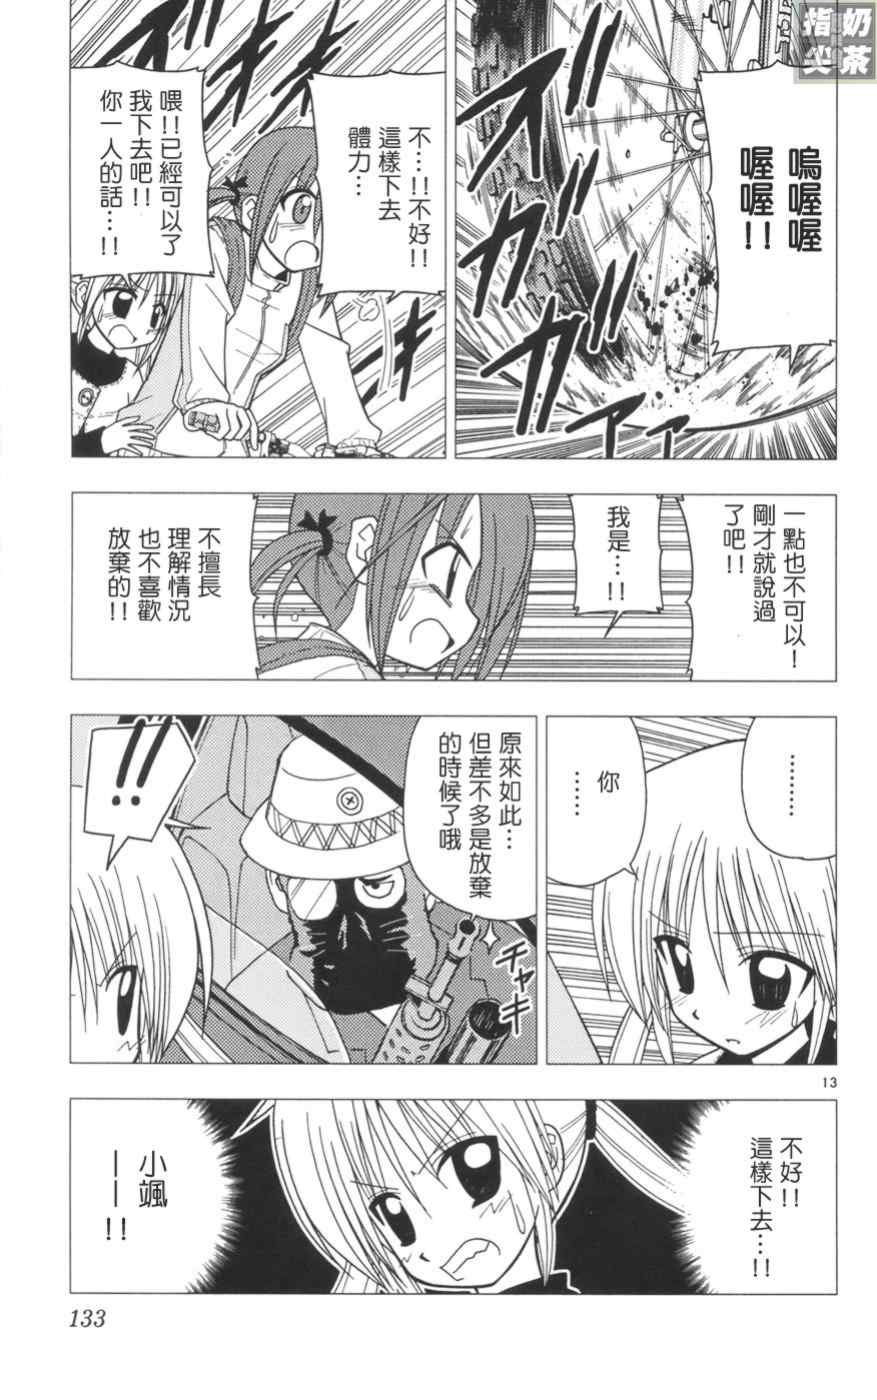 指奶
尖茶
嗚喔喔
喔喔!!
ガガガガガ
アア
不…!!不好!!
這樣下去
體力…
喂!!已經可以了
我下去吧!!
你一人的話…!!
一點也不可以!
剛才就說過
了吧!!
我是…!!
不擅長
理解情況
也不喜歡
放棄的!!
………
你
……
原來如此…
但差不多是放棄
的時候了哦
チャキ
!!
13
不好!!
這樣下去…!!
小颯
——!!
133